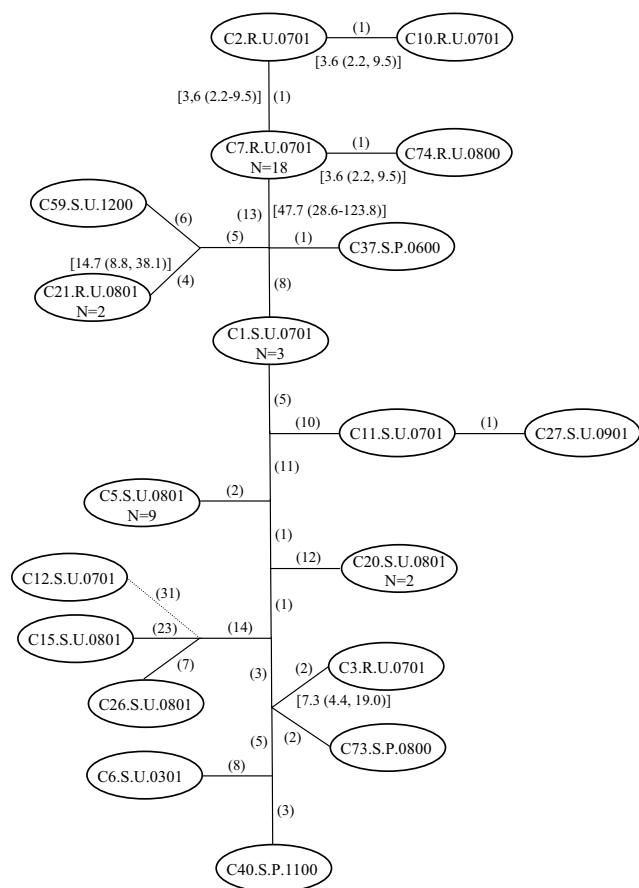 C2.R.U.0701
(1)
C10.R.U.0701
[3.6 (2.2, 9.5)]
[3,6 (2.2-9.5)]
(1)
C7.R.U.0701
N=18
(1)
C74.R.U.0800
[3.6 (2.2, 9.5)]
C59.S.U.1200
(6)
(13)
[47.7 (28.6-123.8)]
(5)
(1)
C37.S.P.0600
[14.7 (8.8, 38.1)]
(4)
C21.R.U.0801
N=2
(8)
C1.S.U.0701
N=3
(5)
(10)
C11.S.U.0701
(1)
C27.S.U.0901
(11)
C5.S.U.0801
N=9
(2)
(1)
(12)
C20.S.U.0801
N=2
C12.S.U.0701
(31)
(1)
C15.S.U.0801
(23)
(14)
(7)
C26.S.U.0801
(3)
(2)
C3.R.U.0701
[7.3 (4.4, 19.0)]
(2)
C73.S.P.0800
(5)
C6.S.U.0301
(8)
(3)
C40.S.P.1100